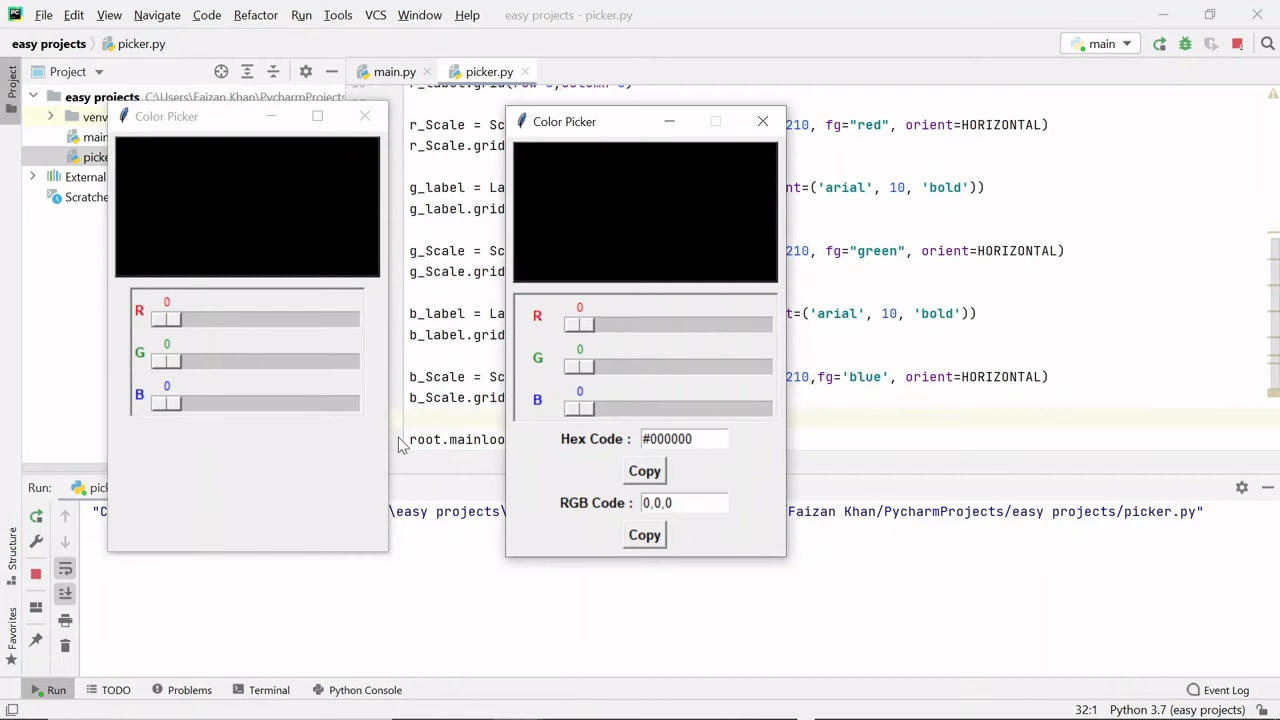 File Edit View Navigate Code Refactor Run Tools VCS Window Help easy projects - picker.py
easy projects picker.py main
Project Project main.py picker.py
easy projects C:\Users\Faizan Khan\PycharmProjects
Color Picker
R 0
G 0
B 0
Color Picker
R 0
G 0
B 0
Hex Code : #000000
Copy
RGB Code : 0,0,0
Copy
venv
main
picke
External
Scratche
r_Scale = Sc 210, fg="red", orient=HORIZONTAL)
r_Scale.grid
g_label = La nt=('arial', 10, 'bold'))
g_label.grid
g_Scale = Sc 210, fg="green", orient=HORIZONTAL)
g_Scale.grid
b_label = La t=('arial', 10, 'bold'))
b_label.grid
b_Scale = Sc 210,fg='blue', orient=HORIZONTAL)
b_Scale.grid
root.mainloo
Run: pick
"C \easy projects\ Faizan Khan/PycharmProjects/easy projects/picker.py"
Structure
Favorites
Run TODO Problems Terminal Python Console Event Log
32:1 Python 3.7 (easy projects)